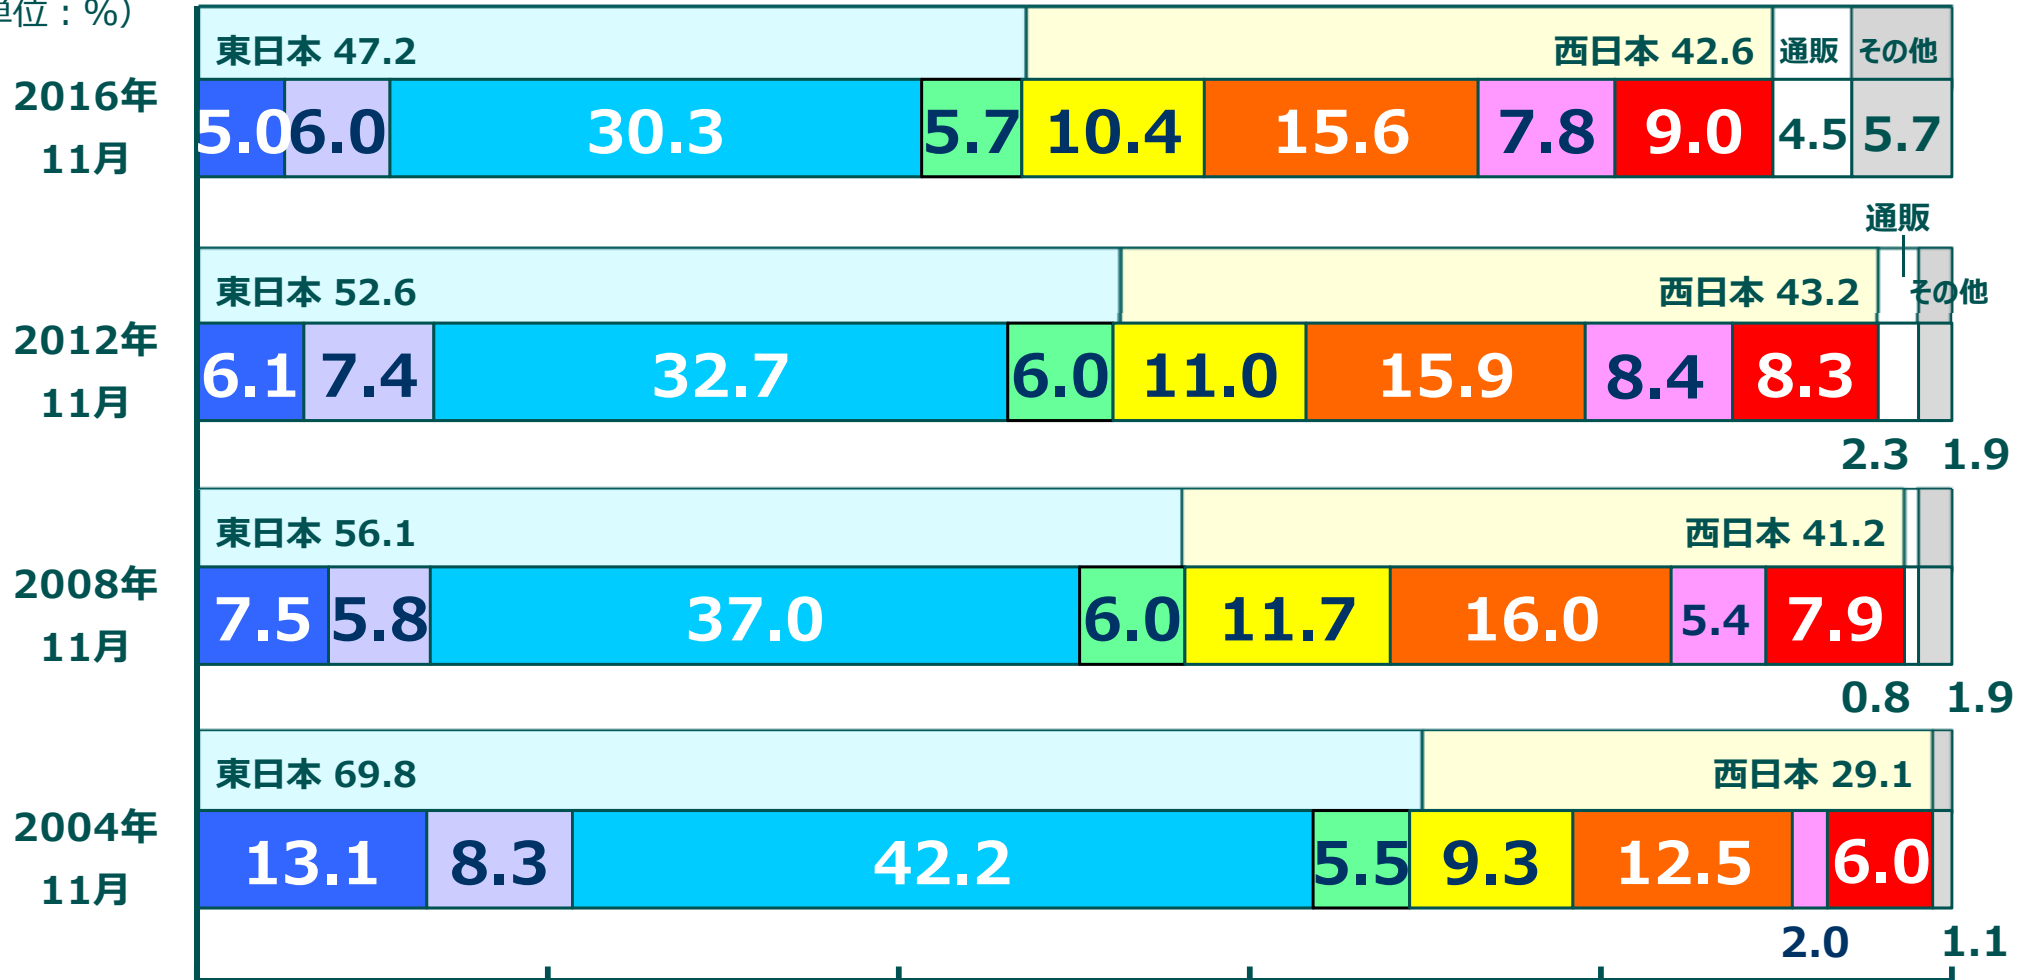 単位：%）
東日本 47.2 西日本 42.6 通販 その他
2016年
11月
5.0 6.0 30.3 5.7 10.4 15.6 7.8 9.0 4.5 5.7
通販
東日本 52.6 西日本 43.2 その他
2012年
11月
6.1 7.4 32.7 6.0 11.0 15.9 8.4 8.3
2.3 1.9
東日本 56.1 西日本 41.2
2008年
11月
7.5 5.8 37.0 6.0 11.7 16.0 5.4 7.9
0.8 1.9
東日本 69.8 西日本 29.1
2004年
11月
13.1 8.3 42.2 5.5 9.3 12.5 6.0
2.0 1.1